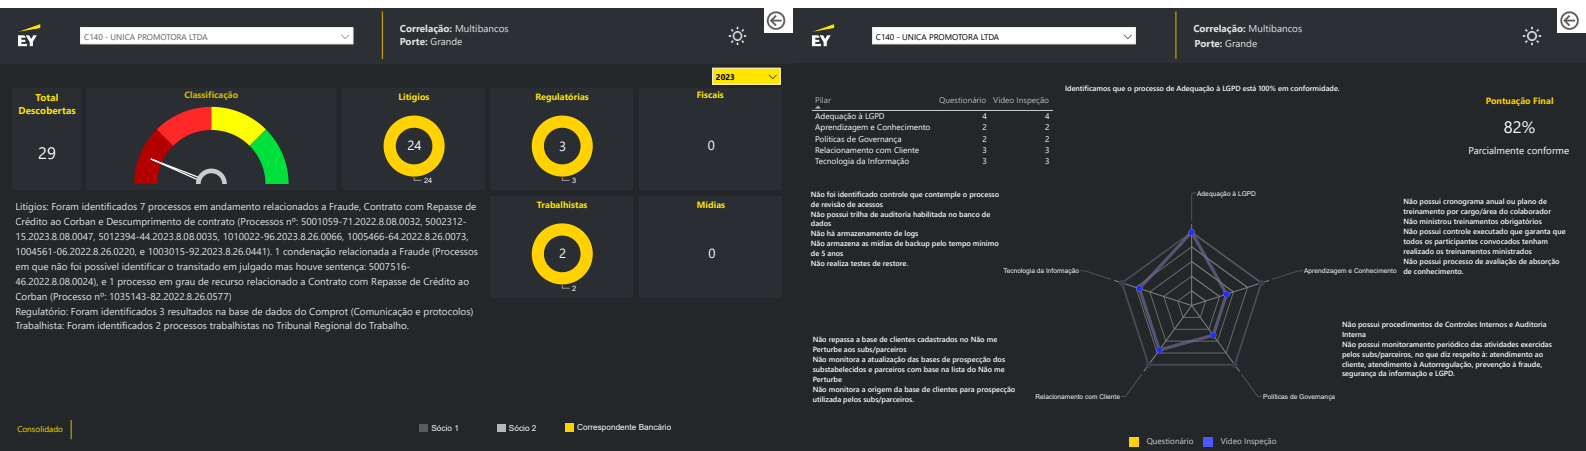 EY
C140 - UNICA PROMOTORA LTDA
Correlação: Multibancos
Porte: Grande
2023
Total
Descobertas
29
Classificação
Litígios
24
24
Regulatórias
3
3
Fiscais
0
Trabalhistas
2
2
Mídias
0
Litígios: Foram identificados 7 processos em andamento relacionados a Fraude, Contrato com Repasse de
Crédito ao Corban e Descumprimento de contrato (Processos nº: 5001059-71.2022.8.08.0032, 5002312-
15.2023.8.08.0047, 5012394-44.2023.8.08.0035, 1010022-96.2023.8.26.0066, 1005466-64.2022.8.26.0073,
1004561-06.2022.8.26.0220, e 1003015-92.2023.8.26.0441). 1 condenação relacionada a Fraude (Processos
em que não foi possivel identificar o transitado em julgado mas houve sentença: 5007516-
46.2022.8.08.0024), e 1 processo em grau de recurso relacionado a Contrato com Repasse de Crédito ao
Corban (Processo nº: 1035143-82.2022.8.26.0577)
Regulatório: Foram identificados 3 resultados na base de dados do Comprot (Comunicação e protocolos)
Trabalhista: Foram identificados 2 processos trabalhistas no Tribunal Regional do Trabalho.
Consolidado
Sócio 1
Sócio 2
Correspondente Bancário
EY
C140 - UNICA PROMOTORA LTDA
Correlação: Multibancos
Porte: Grande
Identificamos que o processo de Adequação à LGPD está 100% em conformidade.
Pilar Questionário Vídeo Inspeção
Adequação à LGPD 4 4
Aprendizagem e Conhecimento 2 2
Políticas de Governança 2 2
Relacionamento com Cliente 3 3
Tecnologia da Informação 3 3
Pontuação Final
82%
Parcialmente conforme
Não foi identificado controle que contemple o processo
de revisão de acessos
Não possui trilha de auditoria habilitada no banco de
dados
Não há armazenamento de logs
Não armazena as mídias de backup pelo tempo mínimo
de 5 anos
Não realiza testes de restore.
Não possui cronograma anual ou plano de
treinamento por cargo/área do colaborador
Não ministrou treinamentos obrigatórios
Não possui controle executado que garanta que
todos os participantes convocados tenham
realizado os treinamentos ministrados
Não possui processo de avaliação de absorção
de conhecimento.
Adequação à LGPD
Tecnologia da Informação
Aprendizagem e Conhecimento
Relacionamento com Cliente
Políticas de Governança
Não repassa a base de clientes cadastrados no Não me
Perturbe aos subs/parceiros
Não monitora a atualização das bases de prospecção dos
substabelecidos e parceiros com base na lista do Não me
Perturbe
Não monitora a origem da base de clientes para prospecção
utilizada pelos subs/parceiros.
Não possui procedimentos de Controles Internos e Auditoria
Interna
Não possui monitoramento periódico das atividades exercidas
pelos subs/parceiros, no que diz respeito à: atendimento ao
cliente, atendimento à Autorregulação, prevenção à fraude,
segurança da informação e LGPD.
Questionário
Vídeo Inspeção